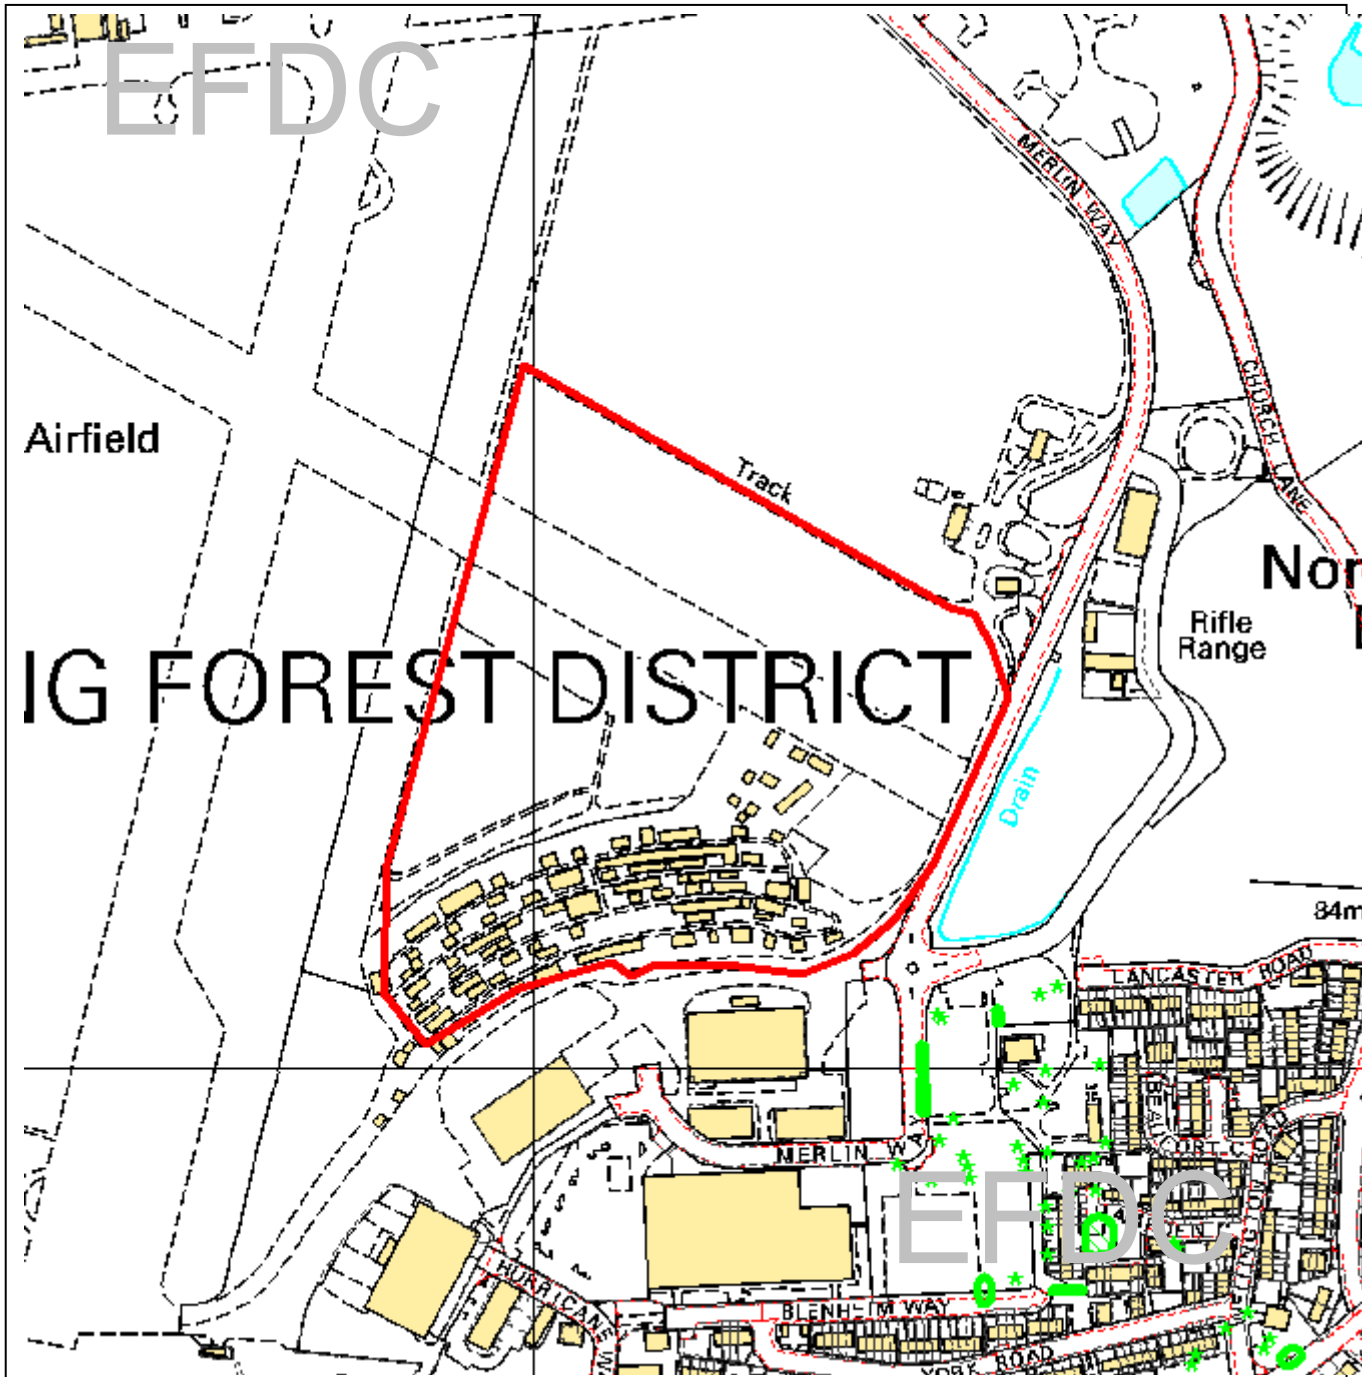 EFDC
MERLIN WAY
CHURCH LANE
Airfield
Track
Nor
Rifle
Range
IG FOREST DISTRICT
Drain
84m
LANCASTER ROAD
MERLIN WA
EFDC
HURRICANE W
BLENHEIM WAY
YORK ROAD